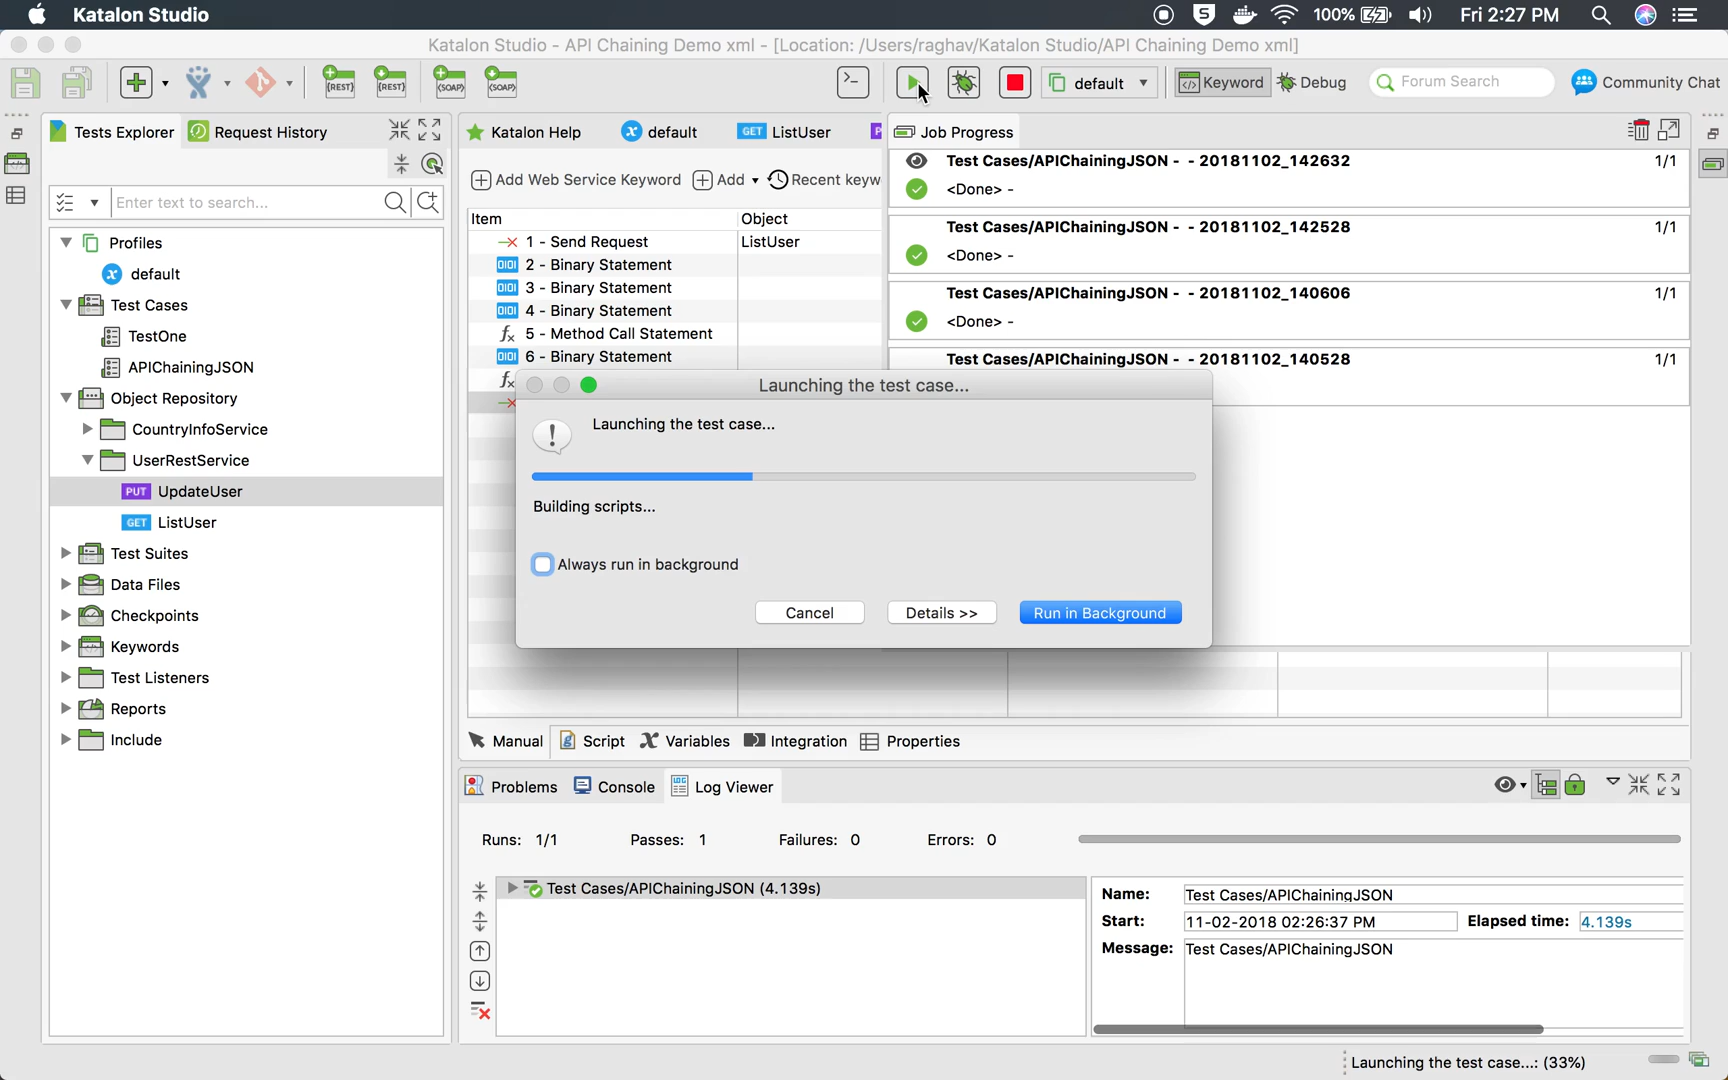 Katalon Studio
S
100%
Fri 2:27 PM
Katalon Studio - API Chaining Demo xml - [Location: /Users/raghav/Katalon Studio/API Chaining Demo xml]
(REST)
(REST)
(SOAP)
(SOAP)
default
Keyword
Debug
Forum Search
Community Chat
Tests Explorer
Request History
Katalon Help
default
GET ListUser
P
Job Progress
Enter text to search...
Add Web Service Keyword
Add
Recent keyw
Item
Object
1 - Send Request
ListUser
2 - Binary Statement
3 - Binary Statement
4 - Binary Statement
5 - Method Call Statement
6 - Binary Statement
Test Cases/APIChainingJSON - - 20181102_142632
1/1
<Done> -
Test Cases/APIChainingJSON - - 20181102_142528
1/1
<Done> -
Test Cases/APIChainingJSON - - 20181102_140606
1/1
<Done> -
Test Cases/APIChainingJSON - - 20181102_140528
1/1
Profiles
default
Test Cases
TestOne
APIChainingJSON
Object Repository
CountryInfoService
UserRestService
PUT UpdateUser
GET ListUser
Test Suites
Data Files
Checkpoints
Keywords
Test Listeners
Reports
Include
Launching the test case...
Launching the test case...
Building scripts...
Always run in background
Cancel
Details >>
Run in Background
Manual
Script
Variables
Integration
Properties
Problems
Console
Log Viewer
Runs: 1/1
Passes: 1
Failures: 0
Errors: 0
Test Cases/APIChainingJSON (4.139s)
Name: Test Cases/APIChainingJSON
Start: 11-02-2018 02:26:37 PM
Elapsed time: 4.139s
Message: Test Cases/APIChainingJSON
Launching the test case...: (33%)